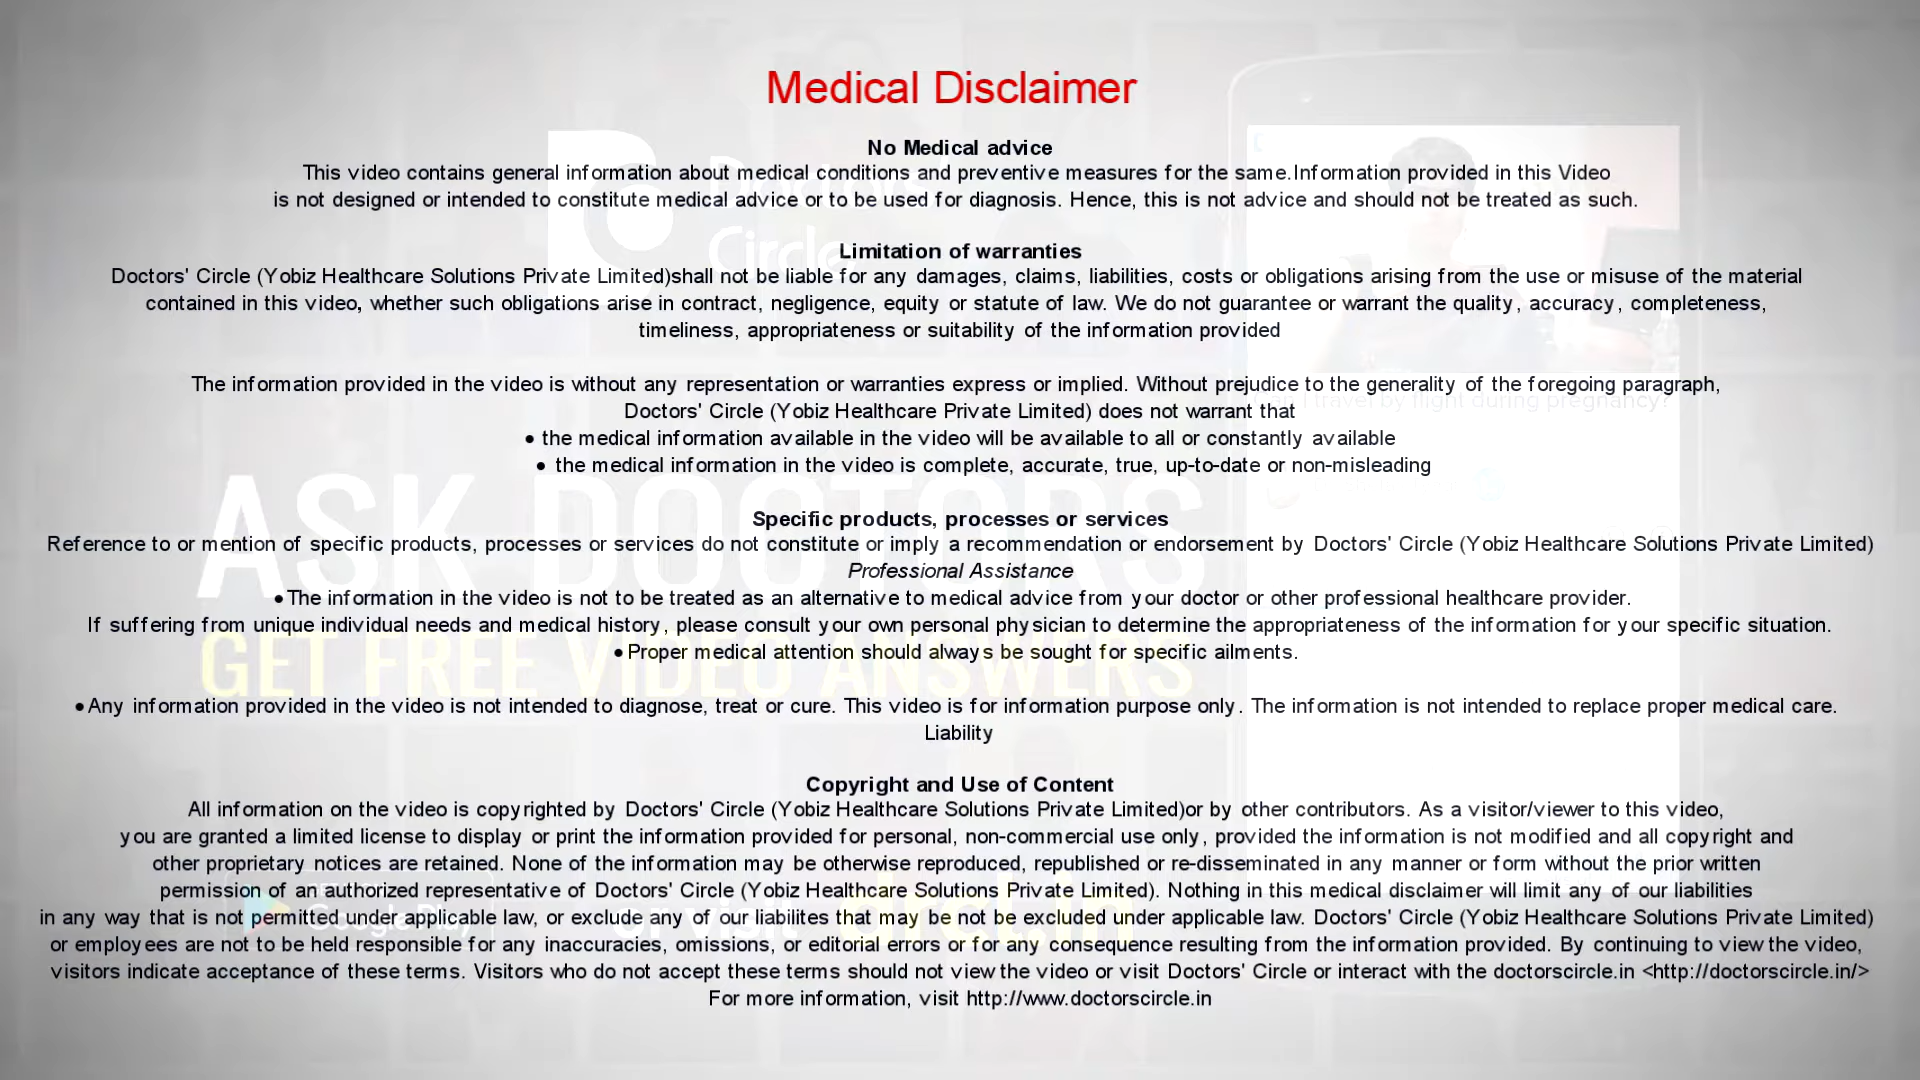 Medical Disclaimer
No Medical advice
This video contains general information about medical conditions and preventive measures for the same.Information provided in this Video
is not designed or intended to constitute medical advice or to be used for diagnosis. Hence, this is not advice and should not be treated as such.
Limitation of warranties
Doctors' Circle (Yobiz Healthcare Solutions Private Limited)shall not be liable for any damages, claims, liabilities, costs or obligations arising from the use or misuse of the material
contained in this video, whether such obligations arise in contract, negligence, equity or statute of law. We do not guarantee or warrant the quality, accuracy, completeness,
timeliness, appropriateness or suitability of the information provided
The information provided in the video is without any representation or warranties express or implied. Without prejudice to the generality of the foregoing paragraph,
Doctors' Circle (Yobiz Healthcare Private Limited) does not warrant that
• the medical information available in the video will be available to all or constantly available
• the medical information in the video is complete, accurate, true, up-to-date or non-misleading
Specific products, processes or services
Reference to or mention of specific products, processes or services do not constitute or imply a recommendation or endorsement by Doctors' Circle (Yobiz Healthcare Solutions Private Limited)
Professional Assistance
•The information in the video is not to be treated as an alternative to medical advice from your doctor or other professional healthcare provider.
If suffering from unique individual needs and medical history, please consult your own personal physician to determine the appropriateness of the information for your specific situation.
•Proper medical attention should always be sought for specific ailments.
•Any information provided in the video is not intended to diagnose, treat or cure. This video is for information purpose only. The information is not intended to replace proper medical care.
Liability
Copyright and Use of Content
All information on the video is copyrighted by Doctors' Circle (Yobiz Healthcare Solutions Private Limited)or by other contributors. As a visitor/viewer to this video,
you are granted a limited license to display or print the information provided for personal, non-commercial use only, provided the information is not modified and all copyright and
other proprietary notices are retained. None of the information may be otherwise reproduced, republished or re-disseminated in any manner or form without the prior written
permission of an authorized representative of Doctors' Circle (Yobiz Healthcare Solutions Private Limited). Nothing in this medical disclaimer will limit any of our liabilities
in any way that is not permitted under applicable law, or exclude any of our liabilites that may be not be excluded under applicable law. Doctors' Circle (Yobiz Healthcare Solutions Private Limited)
or employees are not to be held responsible for any inaccuracies, omissions, or editorial errors or for any consequence resulting from the information provided. By continuing to view the video,
visitors indicate acceptance of these terms. Visitors who do not accept these terms should not view the video or visit Doctors' Circle or interact with the doctorscircle.in <http://doctorscircle.in/>
For more information, visit http://www.doctorscircle.in
Doctors'
Circle
ASK DOCTORS
GET FREE VIDEO ANSWERS
Google Play
or visit drct.in
Can I travel by flight during pregnancy?